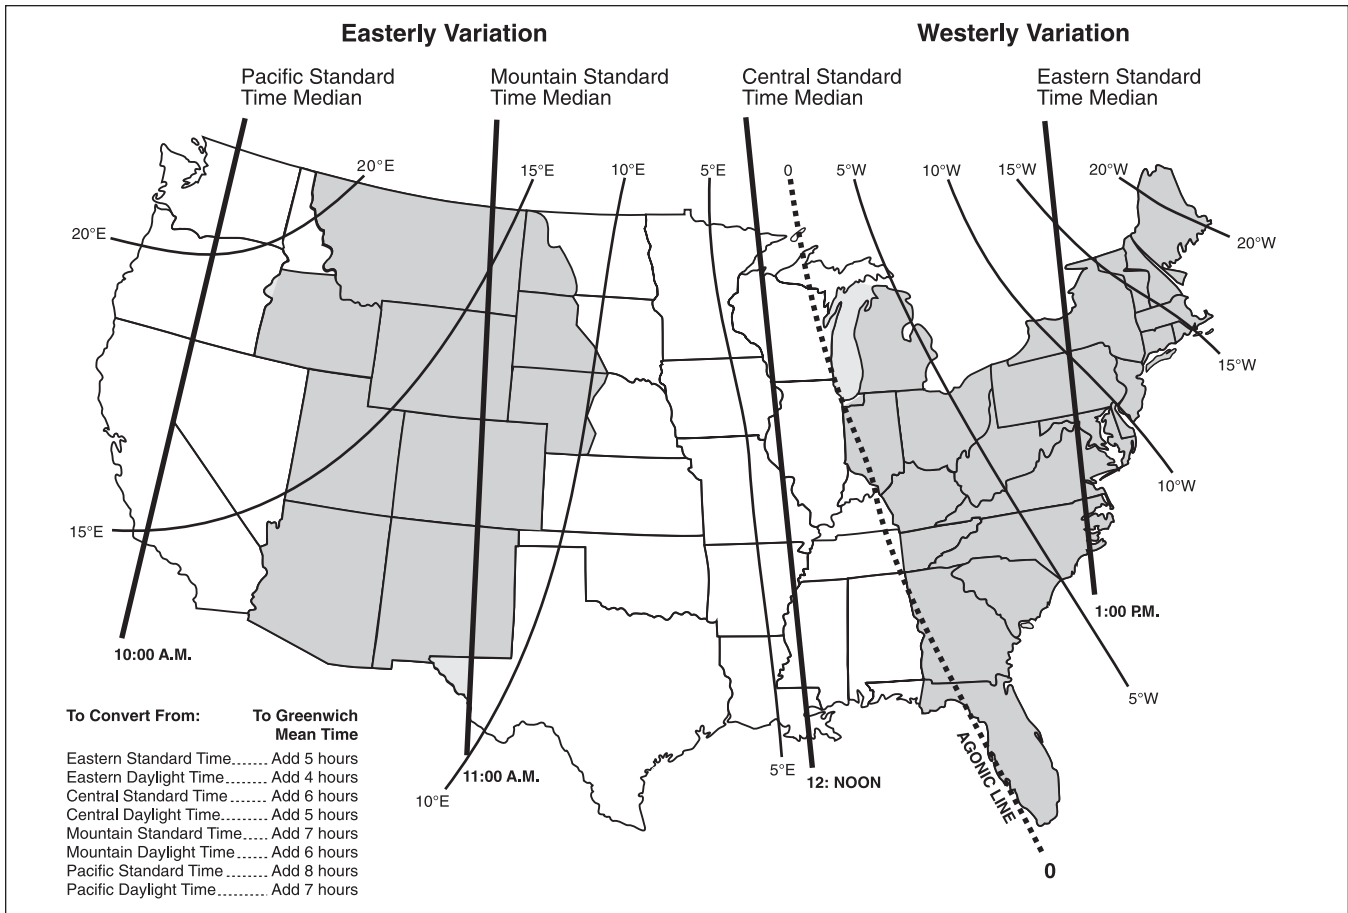 Easterly Variation
Westerly Variation
Pacific Standard
Time Median
Mountain Standard
Time Median
Central Standard
Time Median
Eastern Standard
Time Median
20°E
15°E
10°E
5°E
0
5°W
10°W
15°W
20°W
20°E
20°W
15°W
10°W
15°E
1:00 P.M.
10:00 A.M.
5°W
AGONIC LINE
11:00 A.M.
10°E
5°E
12: NOON
0
To Convert From: To Greenwich
Mean Time
Eastern Standard Time...... Add 5 hours
Eastern Daylight Time....... Add 4 hours
Central Standard Time ...... Add 6 hours
Central Daylight Time........ Add 5 hours
Mountain Standard Time.... Add 7 hours
Mountain Daylight Time..... Add 6 hours
Pacific Standard Time ....... Add 8 hours
Pacific Daylight Time......... Add 7 hours